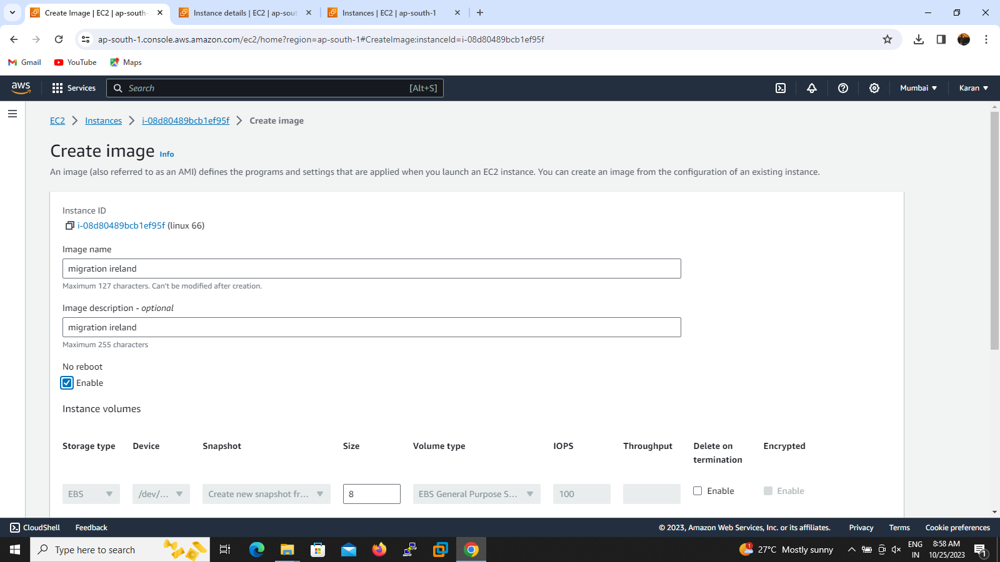 Create Image | EC2 | ap-south-
Instance details | EC2 | ap-sout
Instances | EC2 | ap-south-1
ap-south-1.console.aws.amazon.com/ec2/home?region=ap-south-1#CreateImage:instanceId=i-08d80489bcb1ef95f
Gmail YouTube Maps
aws Services Search [Alt+S] Mumbai Karan
EC2 Instances i-08d80489bcb1ef95f Create image
Create image Info
An image (also referred to as an AMI) defines the programs and settings that are applied when you launch an EC2 instance. You can create an image from the configuration of an existing instance.
Instance ID
i-08d80489bcb1ef95f (linux 66)
Image name
migration ireland
Maximum 127 characters. Can't be modified after creation.
Image description - optional
migration ireland
Maximum 255 characters
No reboot
Enable
Instance volumes
Storage type Device Snapshot Size Volume type IOPS Throughput Delete on termination Encrypted
EBS /dev/... Create new snapshot fr... 8 EBS General Purpose S... 100 Enable Enable
CloudShell Feedback © 2023, Amazon Web Services, Inc. or its affiliates. Privacy Terms Cookie preferences
Type here to search 1 27°C Mostly sunny ENG IN 8:58 AM 10/25/2023 1